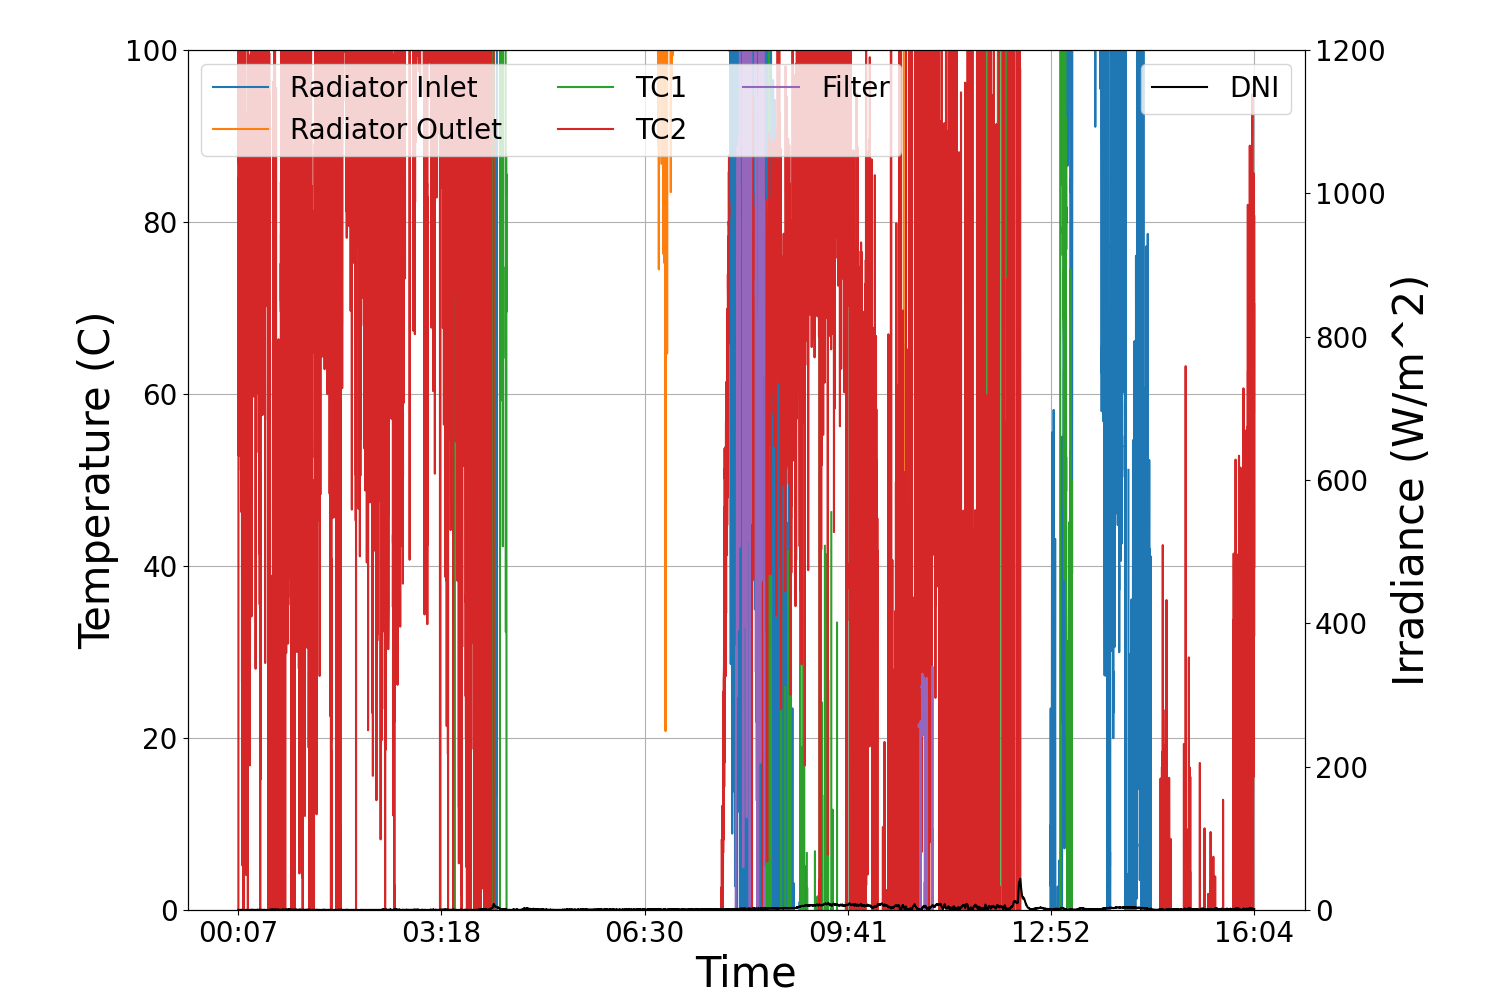 100
80
60
40
20
0
Temperature (C)
Radiator Inlet
Radiator Outlet
TC1
TC2
Filter
DNI
1200
1000
800
600
400
200
0
Irradiance (W/m^2)
00:07 03:18 06:30 09:41 12:52 16:04
Time